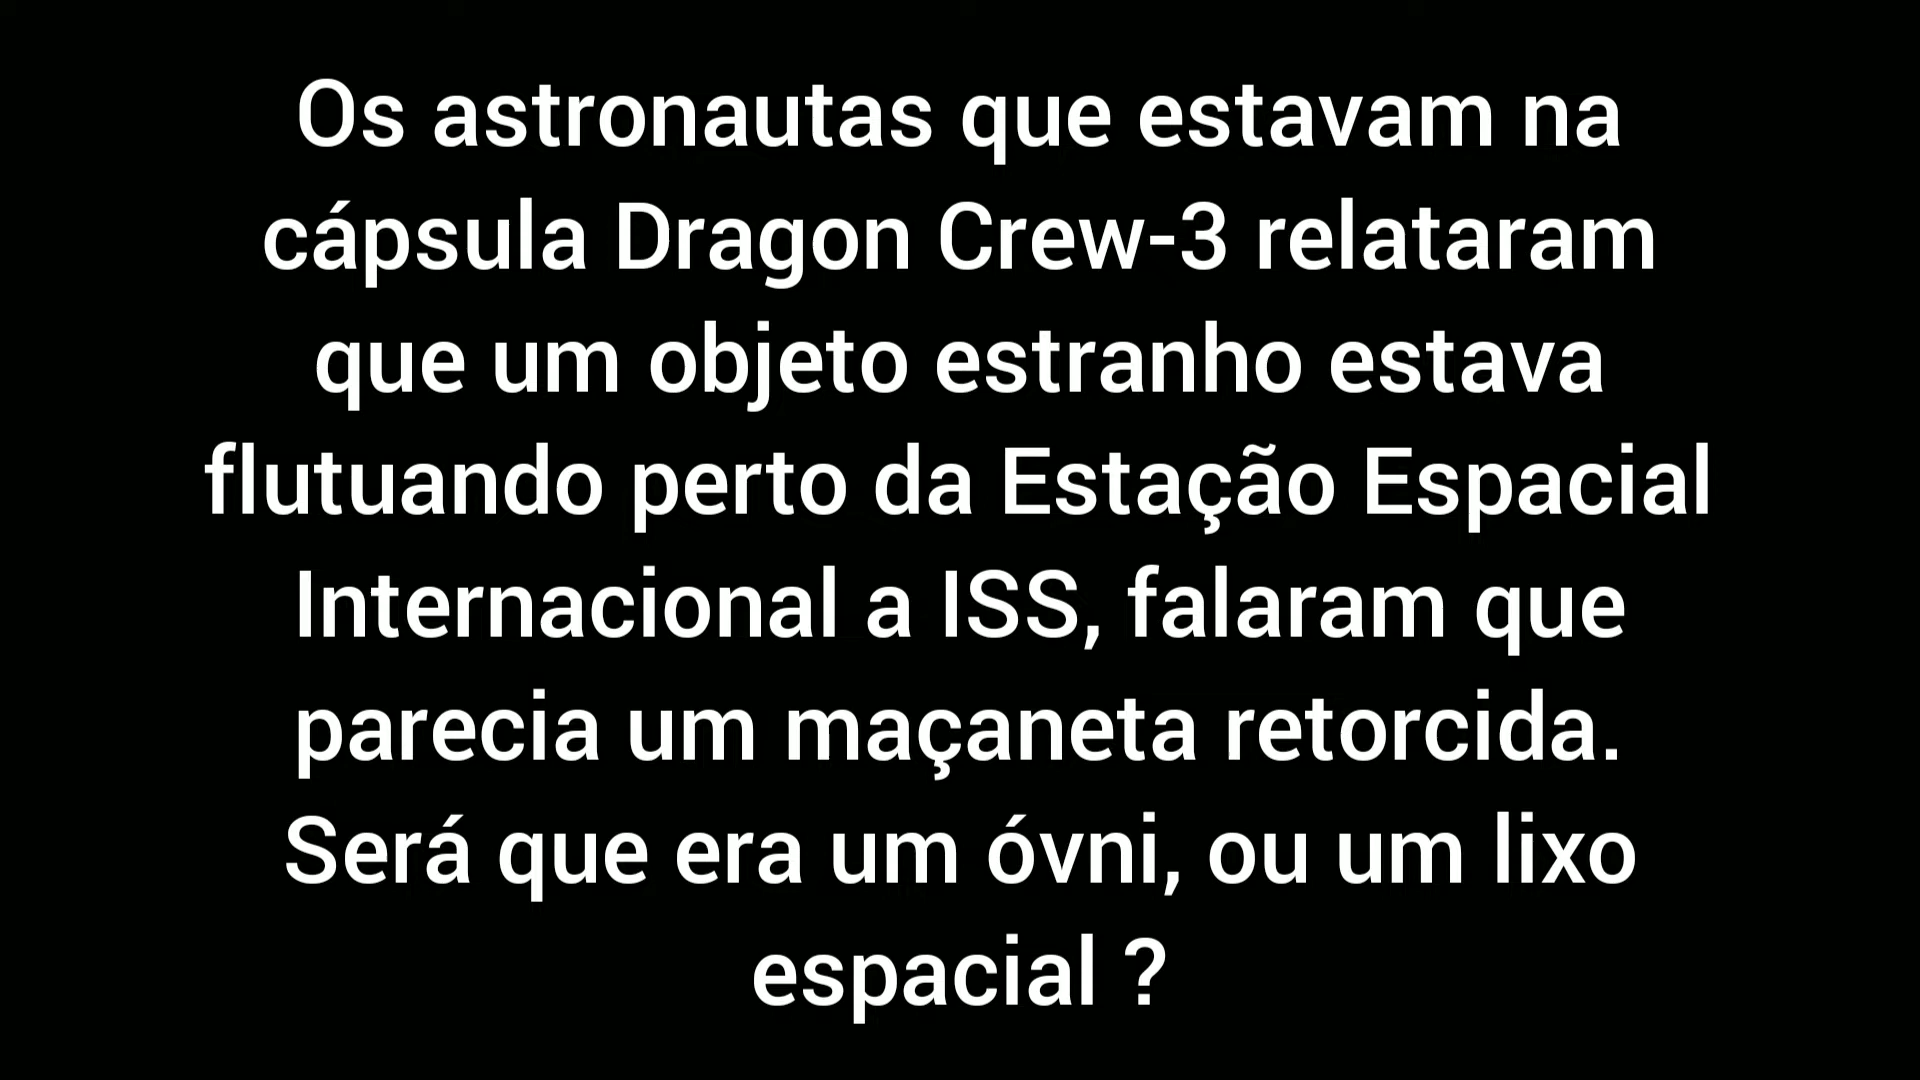 Os astronautas que estavam na
cápsula Dragon Crew-3 relataram
que um objeto estranho estava
flutuando perto da Estação Espacial
Internacional a ISS, falaram que
parecia um maçaneta retorcida.
Será que era um óvni, ou um lixo
espacial ?